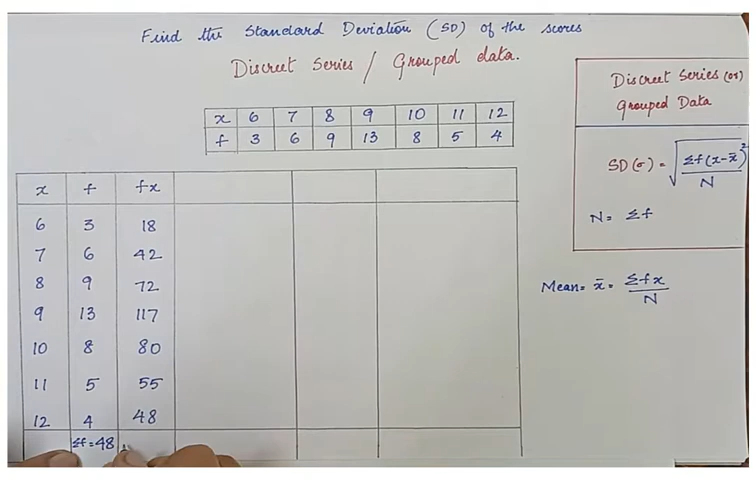 Find the Standard Deviation (SD) of the scores
Discreet Series / Grouped data.
x 6 7 8 9 10 11 12
f 3 6 9 13 8 5 4
Discreet Series (or)
Grouped Data
SD(σ) = √(Σf(x-x̄)²/N)
N = Σf
Mean = x̄ = Σfx/N
x f fx
6 3 18
7 6 42
8 9 72
9 13 117
10 8 80
11 5 55
12 4 48
Σf=48